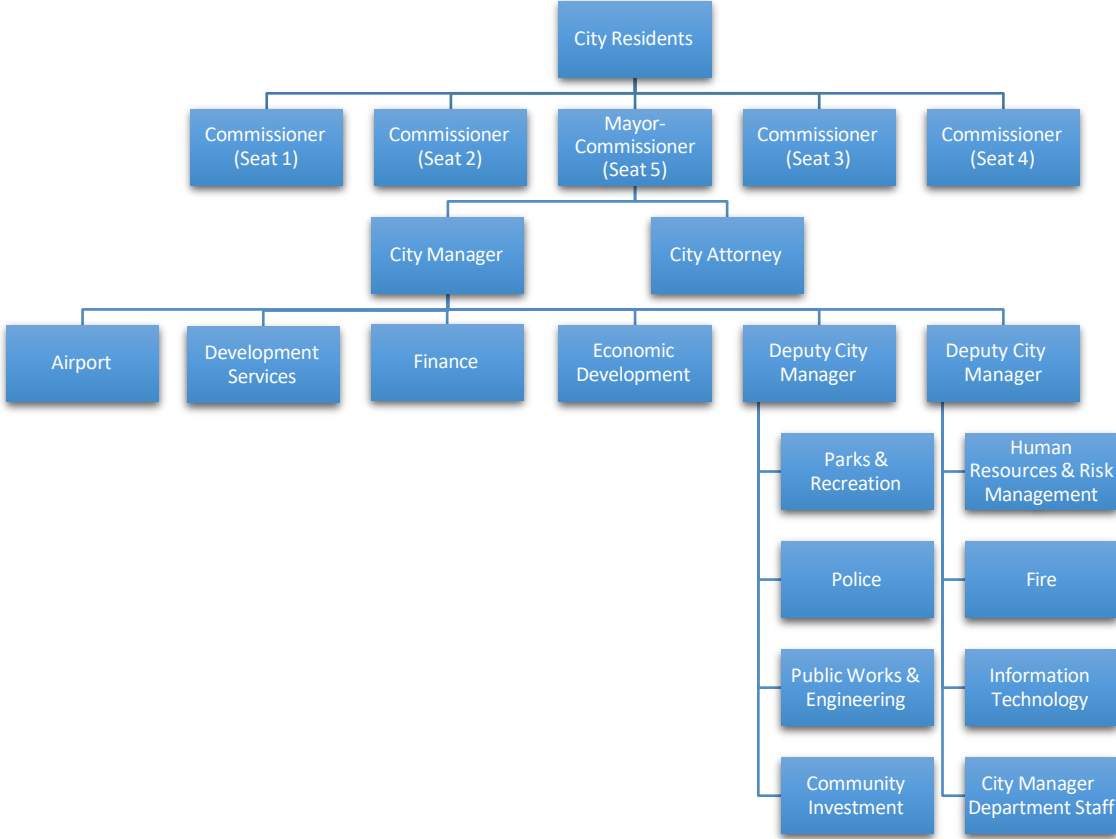 City Residents
Commissioner
(Seat 1)
Commissioner
(Seat 2)
Mayor-
Commissioner
(Seat 5)
Commissioner
(Seat 3)
Commissioner
(Seat 4)
City Manager
City Attorney
Airport
Development
Services
Finance
Economic
Development
Deputy City
Manager
Deputy City
Manager
Parks &
Recreation
Police
Public Works &
Engineering
Community
Investment
Human
Resources & Risk
Management
Fire
Information
Technology
City Manager
Department Staff